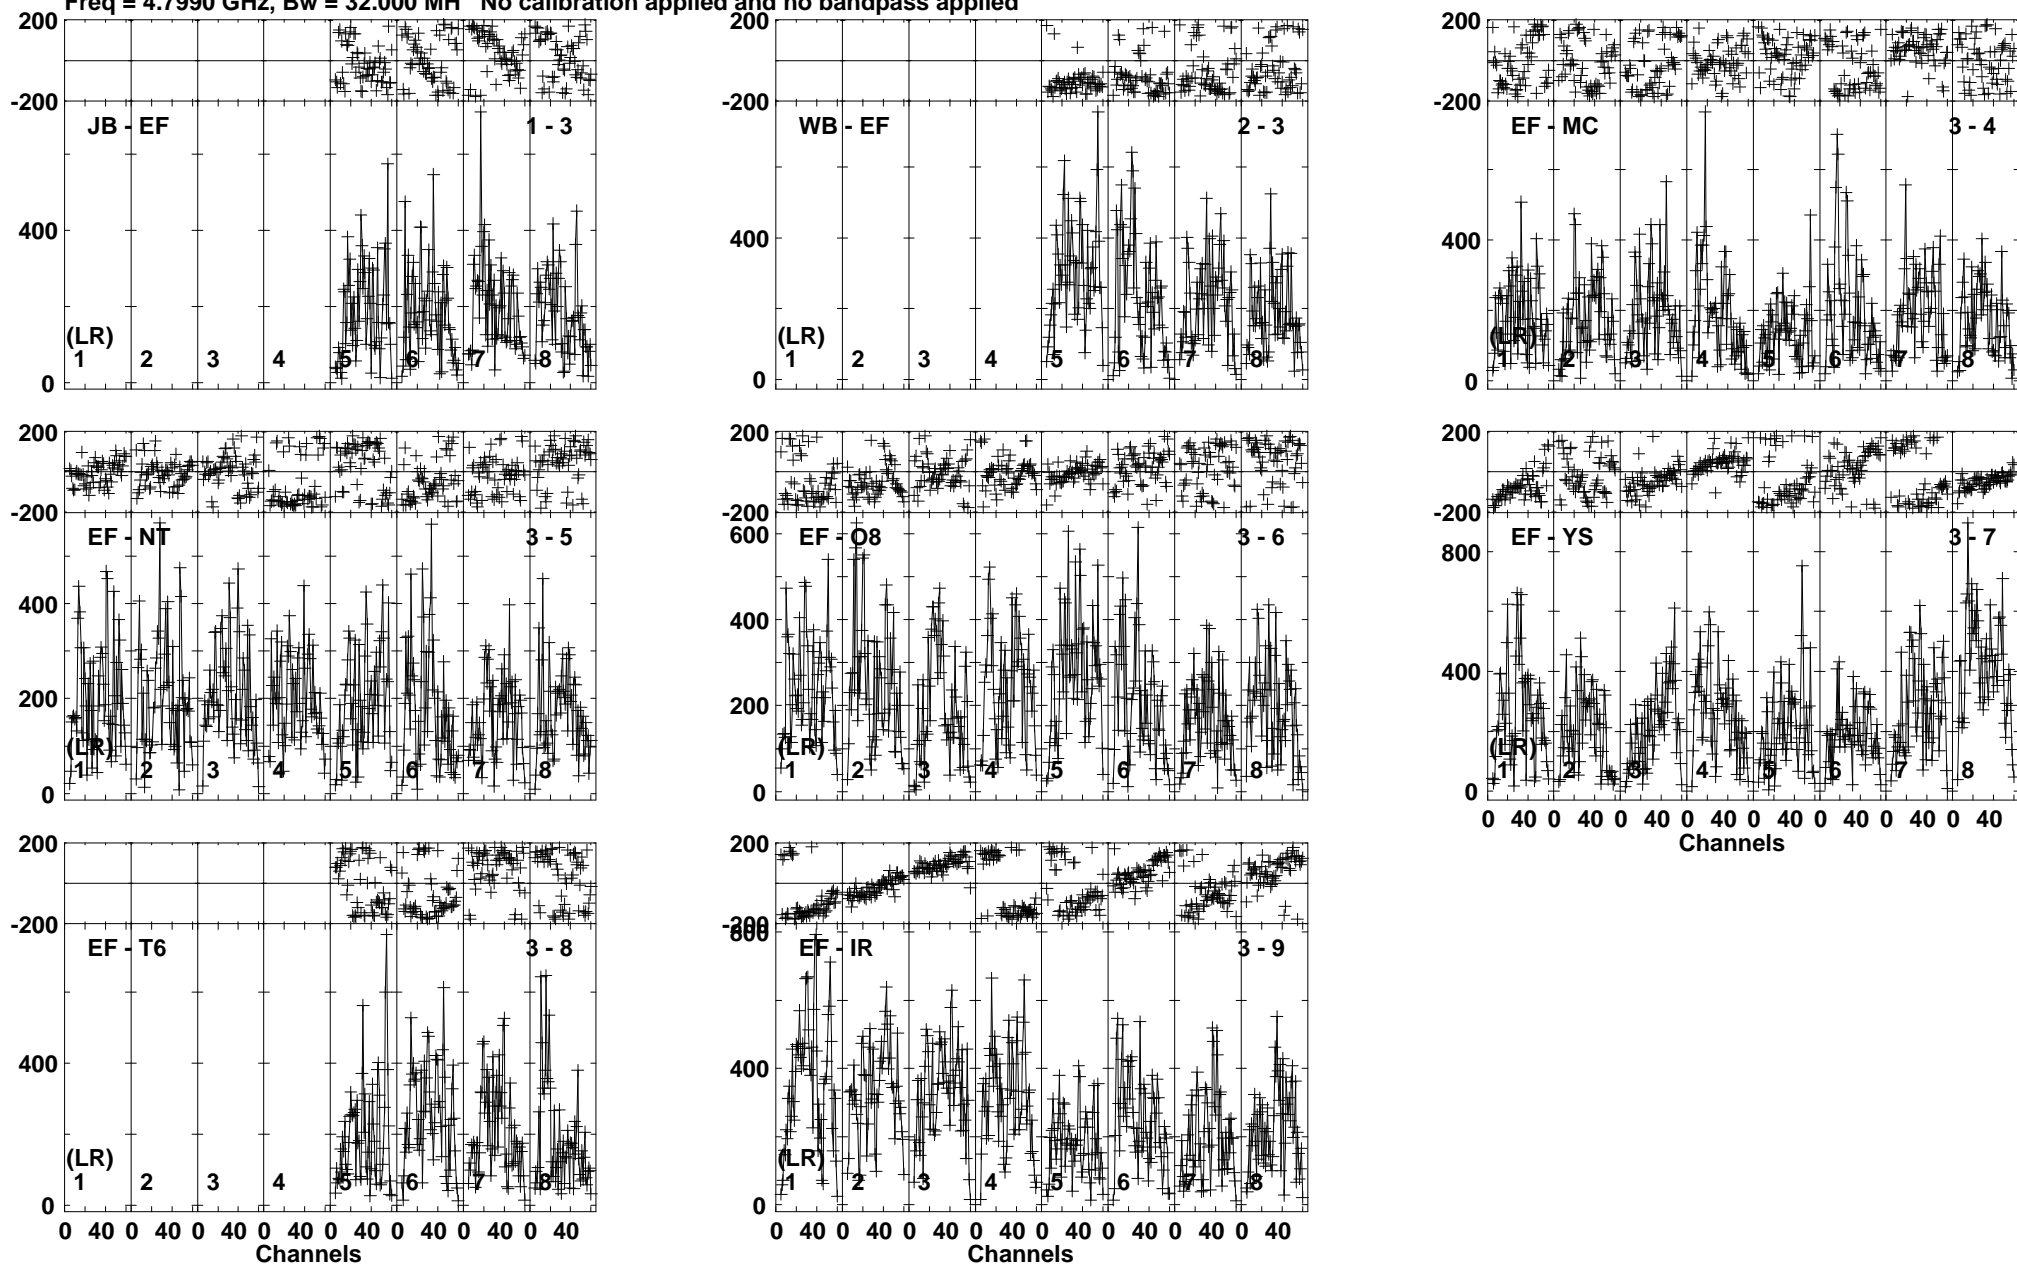 Freq = 4.7990 GHz, Bw = 32.000 MH No calibration applied and no bandpass applied
200
-200
JB - EF 1 - 3
400
(LR)
1 2 3 4 5 6 7 8
0
200
-200
WB - EF 2 - 3
400
(LR)
1 2 3 4 5 6 7 8
0
200
-200
EF - MC 3 - 4
400
(LR)
1 2 3 4 5 6 7 8
0
200
-200
EF - NT 3 - 5
400
200
(LR)
1 2 3 4 5 6 7 8
0
200
-200
600
EF - O8 3 - 6
400
200
(LR)
1 2 3 4 5 6 7 8
0
200
-200
EF - YS 3 - 7
800
400
(LR)
1 2 3 4 5 6 7 8
0
0 40 0 40 0 40 0 40 0 40 0 40 0 40 0 40
Channels
200
-200
EF - T6 3 - 8
400
(LR)
1 2 3 4 5 6 7 8
0
0 40 0 40 0 40 0 40 0 40 0 40 0 40 0 40
Channels
200
-200
800
EF - IR 3 - 9
400
(LR)
1 2 3 4 5 6 7 8
0
0 40 0 40 0 40 0 40 0 40 0 40 0 40 0 40
Channels